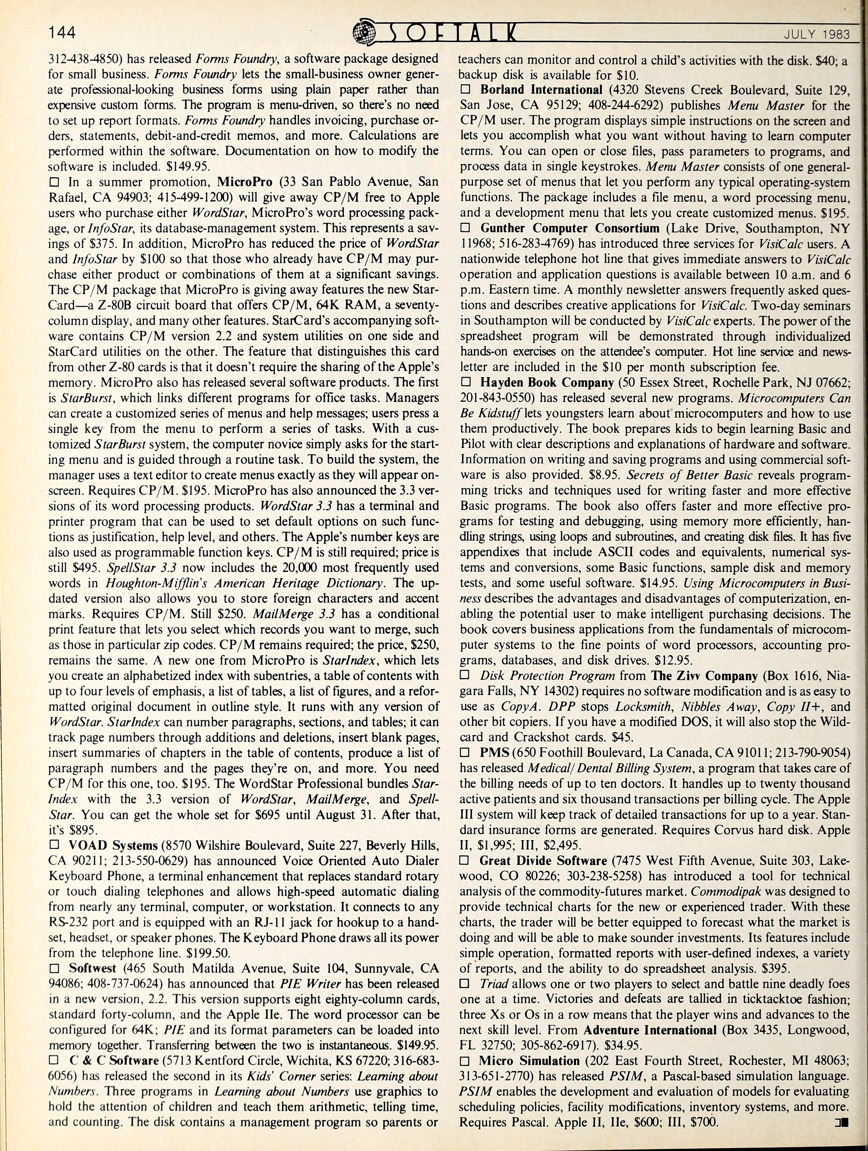 144
SOFTALK
JULY 1983
312-438-4850) has released Forms Foundry, a software package designed
for small business. Forms Foundry lets the small-business owner gener-
ate professional-looking business forms using plain paper rather than
expensive custom forms. The program is menu-driven, so there's no need
to set up report formats. Forms Foundry handles invoicing, purchase or-
ders, statements, debit-and-credit memos, and more. Calculations are
performed within the software. Documentation on how to modify the
software is included. $149.95.
□ In a summer promotion, MicroPro (33 San Pablo Avenue, San
Rafael, CA 94903; 415-499-1200) will give away CP/M free to Apple
users who purchase either WordStar, MicroPro's word processing pack-
age, or InfoStar, its database-management system. This represents a sav-
ings of $375. In addition, MicroPro has reduced the price of WordStar
and InfoStar by $100 so that those who already have CP/M may pur-
chase either product or combinations of them at a significant savings.
The CP/M package that MicroPro is giving away features the new Star-
Card—a Z-80B circuit board that offers CP/M, 64K RAM, a seventy-
column display, and many other features. StarCard's accompanying soft-
ware contains CP/M version 2.2 and system utilities on one side and
StarCard utilities on the other. The feature that distinguishes this card
from other Z-80 cards is that it doesn't require the sharing of the Apple's
memory. MicroPro also has released several software products. The first
is StarBurst, which links different programs for office tasks. Managers
can create a customized series of menus and help messages; users press a
single key from the menu to perform a series of tasks. With a cus-
tomized StarBurst system, the computer novice simply asks for the start-
ing menu and is guided through a routine task. To build the system, the
manager uses a text editor to create menus exactly as they will appear on-
screen. Requires CP/M. $195. MicroPro has also announced the 3.3 ver-
sions of its word processing products. WordStar 3.3 has a terminal and
printer program that can be used to set default options on such func-
tions as justification, help level, and others. The Apple's number keys are
also used as programmable function keys. CP/M is still required; price is
still $495. SpellStar 3.3 now includes the 20,000 most frequently used
words in Houghton-Mifflin's American Heritage Dictionary. The up-
dated version also allows you to store foreign characters and accent
marks. Requires CP/M. Still $250. MailMerge 3.3 has a conditional
print feature that lets you select which records you want to merge, such
as those in particular zip codes. CP/M remains required; the price, $250,
remains the same. A new one from MicroPro is StarIndex, which lets
you create an alphabetized index with subentries, a table of contents with
up to four levels of emphasis, a list of tables, a list of figures, and a refor-
matted original document in outline style. It runs with any version of
WordStar. StarIndex can number paragraphs, sections, and tables; it can
track page numbers through additions and deletions, insert blank pages,
insert summaries of chapters in the table of contents, produce a list of
paragraph numbers and the pages they're on, and more. You need
CP/M for this one, too. $195. The WordStar Professional bundles Star-
Index with the 3.3 version of WordStar, MailMerge, and Spell-
Star. You can get the whole set for $695 until August 31. After that,
it's $895.
□ VOAD Systems (8570 Wilshire Boulevard, Suite 227, Beverly Hills,
CA 90211; 213-550-0629) has announced Voice Oriented Auto Dialer
Keyboard Phone, a terminal enhancement that replaces standard rotary
or touch dialing telephones and allows high-speed automatic dialing
from nearly any terminal, computer, or workstation. It connects to any
RS-232 port and is equipped with an RJ-11 jack for hookup to a hand-
set, headset, or speaker phones. The Keyboard Phone draws all its power
from the telephone line. $199.50.
□ Softwest (465 South Matilda Avenue, Suite 104, Sunnyvale, CA
94086; 408-737-0624) has announced that PIE Writer has been released
in a new version, 2.2. This version supports eight eighty-column cards,
standard forty-column, and the Apple IIe. The word processor can be
configured for 64K; PIE and its format parameters can be loaded into
memory together. Transferring between the two is instantaneous. $149.95.
□ C & C Software (5713 Kentford Circle, Wichita, KS 67220; 316-683-
6056) has released the second in its Kids' Corner series: Learning about
Numbers. Three programs in Learning about Numbers use graphics to
hold the attention of children and teach them arithmetic, telling time,
and counting. The disk contains a management program so parents or
teachers can monitor and control a child's activities with the disk. $40; a
backup disk is available for $10.
□ Borland International (4320 Stevens Creek Boulevard, Suite 129,
San Jose, CA 95129; 408-244-6292) publishes Menu Master for the
CP/M user. The program displays simple instructions on the screen and
lets you accomplish what you want without having to learn computer
terms. You can open or close files, pass parameters to programs, and
process data in single keystrokes. Menu Master consists of one general-
purpose set of menus that let you perform any typical operating-system
functions. The package includes a file menu, a word processing menu,
and a development menu that lets you create customized menus. $195.
□ Gunther Computer Consortium (Lake Drive, Southampton, NY
11968; 516-283-4769) has introduced three services for VisiCalc users. A
nationwide telephone hot line that gives immediate answers to VisiCalc
operation and application questions is available between 10 a.m. and 6
p.m. Eastern time. A monthly newsletter answers frequently asked ques-
tions and describes creative applications for VisiCalc. Two-day seminars
in Southampton will be conducted by VisiCalc experts. The power of the
spreadsheet program will be demonstrated through individualized
hands-on exercises on the attendee's computer. Hot line service and news-
letter are included in the $10 per month subscription fee.
□ Hayden Book Company (50 Essex Street, Rochelle Park, NJ 07662;
201-843-0550) has released several new programs. Microcomputers Can
Be Kidstuff lets youngsters learn about microcomputers and how to use
them productively. The book prepares kids to begin learning Basic and
Pilot with clear descriptions and explanations of hardware and software.
Information on writing and saving programs and using commercial soft-
ware is also provided. $8.95. Secrets of Better Basic reveals program-
ming tricks and techniques used for writing faster and more effective
Basic programs. The book also offers faster and more effective pro-
grams for testing and debugging, using memory more efficiently, han-
dling strings, using loops and subroutines, and creating disk files. It has five
appendixes that include ASCII codes and equivalents, numerical sys-
tems and conversions, some Basic functions, sample disk and memory
tests, and some useful software. $14.95. Using Microcomputers in Busi-
ness describes the advantages and disadvantages of computerization, en-
abling the potential user to make intelligent purchasing decisions. The
book covers business applications from the fundamentals of microcom-
puter systems to the fine points of word processors, accounting pro-
grams, databases, and disk drives. $12.95.
□ Disk Protection Program from The Zivv Company (Box 1616, Nia-
gara Falls, NY 14302) requires no software modification and is as easy to
use as CopyA. DPP stops Locksmith, Nibbles Away, Copy II+, and
other bit copiers. If you have a modified DOS, it will also stop the Wild-
card and Crackshot cards. $45.
□ PMS (650 Foothill Boulevard, La Canada, CA 91011; 213-790-9054)
has released Medical/Dental Billing System, a program that takes care of
the billing needs of up to ten doctors. It handles up to twenty thousand
active patients and six thousand transactions per billing cycle. The Apple
III system will keep track of detailed transactions for up to a year. Stan-
dard insurance forms are generated. Requires Corvus hard disk. Apple
II, $1,995; III, $2,495.
□ Great Divide Software (7475 West Fifth Avenue, Suite 303, Lake-
wood, CO 80226; 303-238-5258) has introduced a tool for technical
analysis of the commodity-futures market. Commodipak was designed to
provide technical charts for the new or experienced trader. With these
charts, the trader will be better equipped to forecast what the market is
doing and will be able to make sounder investments. Its features include
simple operation, formatted reports with user-defined indexes, a variety
of reports, and the ability to do spreadsheet analysis. $395.
□ Triad allows one or two players to select and battle nine deadly foes
one at a time. Victories and defeats are tallied in ticktacktoe fashion;
three Xs or Os in a row means that the player wins and advances to the
next skill level. From Adventure International (Box 3435, Longwood,
FL 32750; 305-862-6917). $34.95.
□ Micro Simulation (202 East Fourth Street, Rochester, MI 48063;
313-651-2770) has released PSIM, a Pascal-based simulation language.
PSIM enables the development and evaluation of models for evaluating
scheduling policies, facility modifications, inventory systems, and more.
Requires Pascal. Apple II, IIe, $600; III, $700.